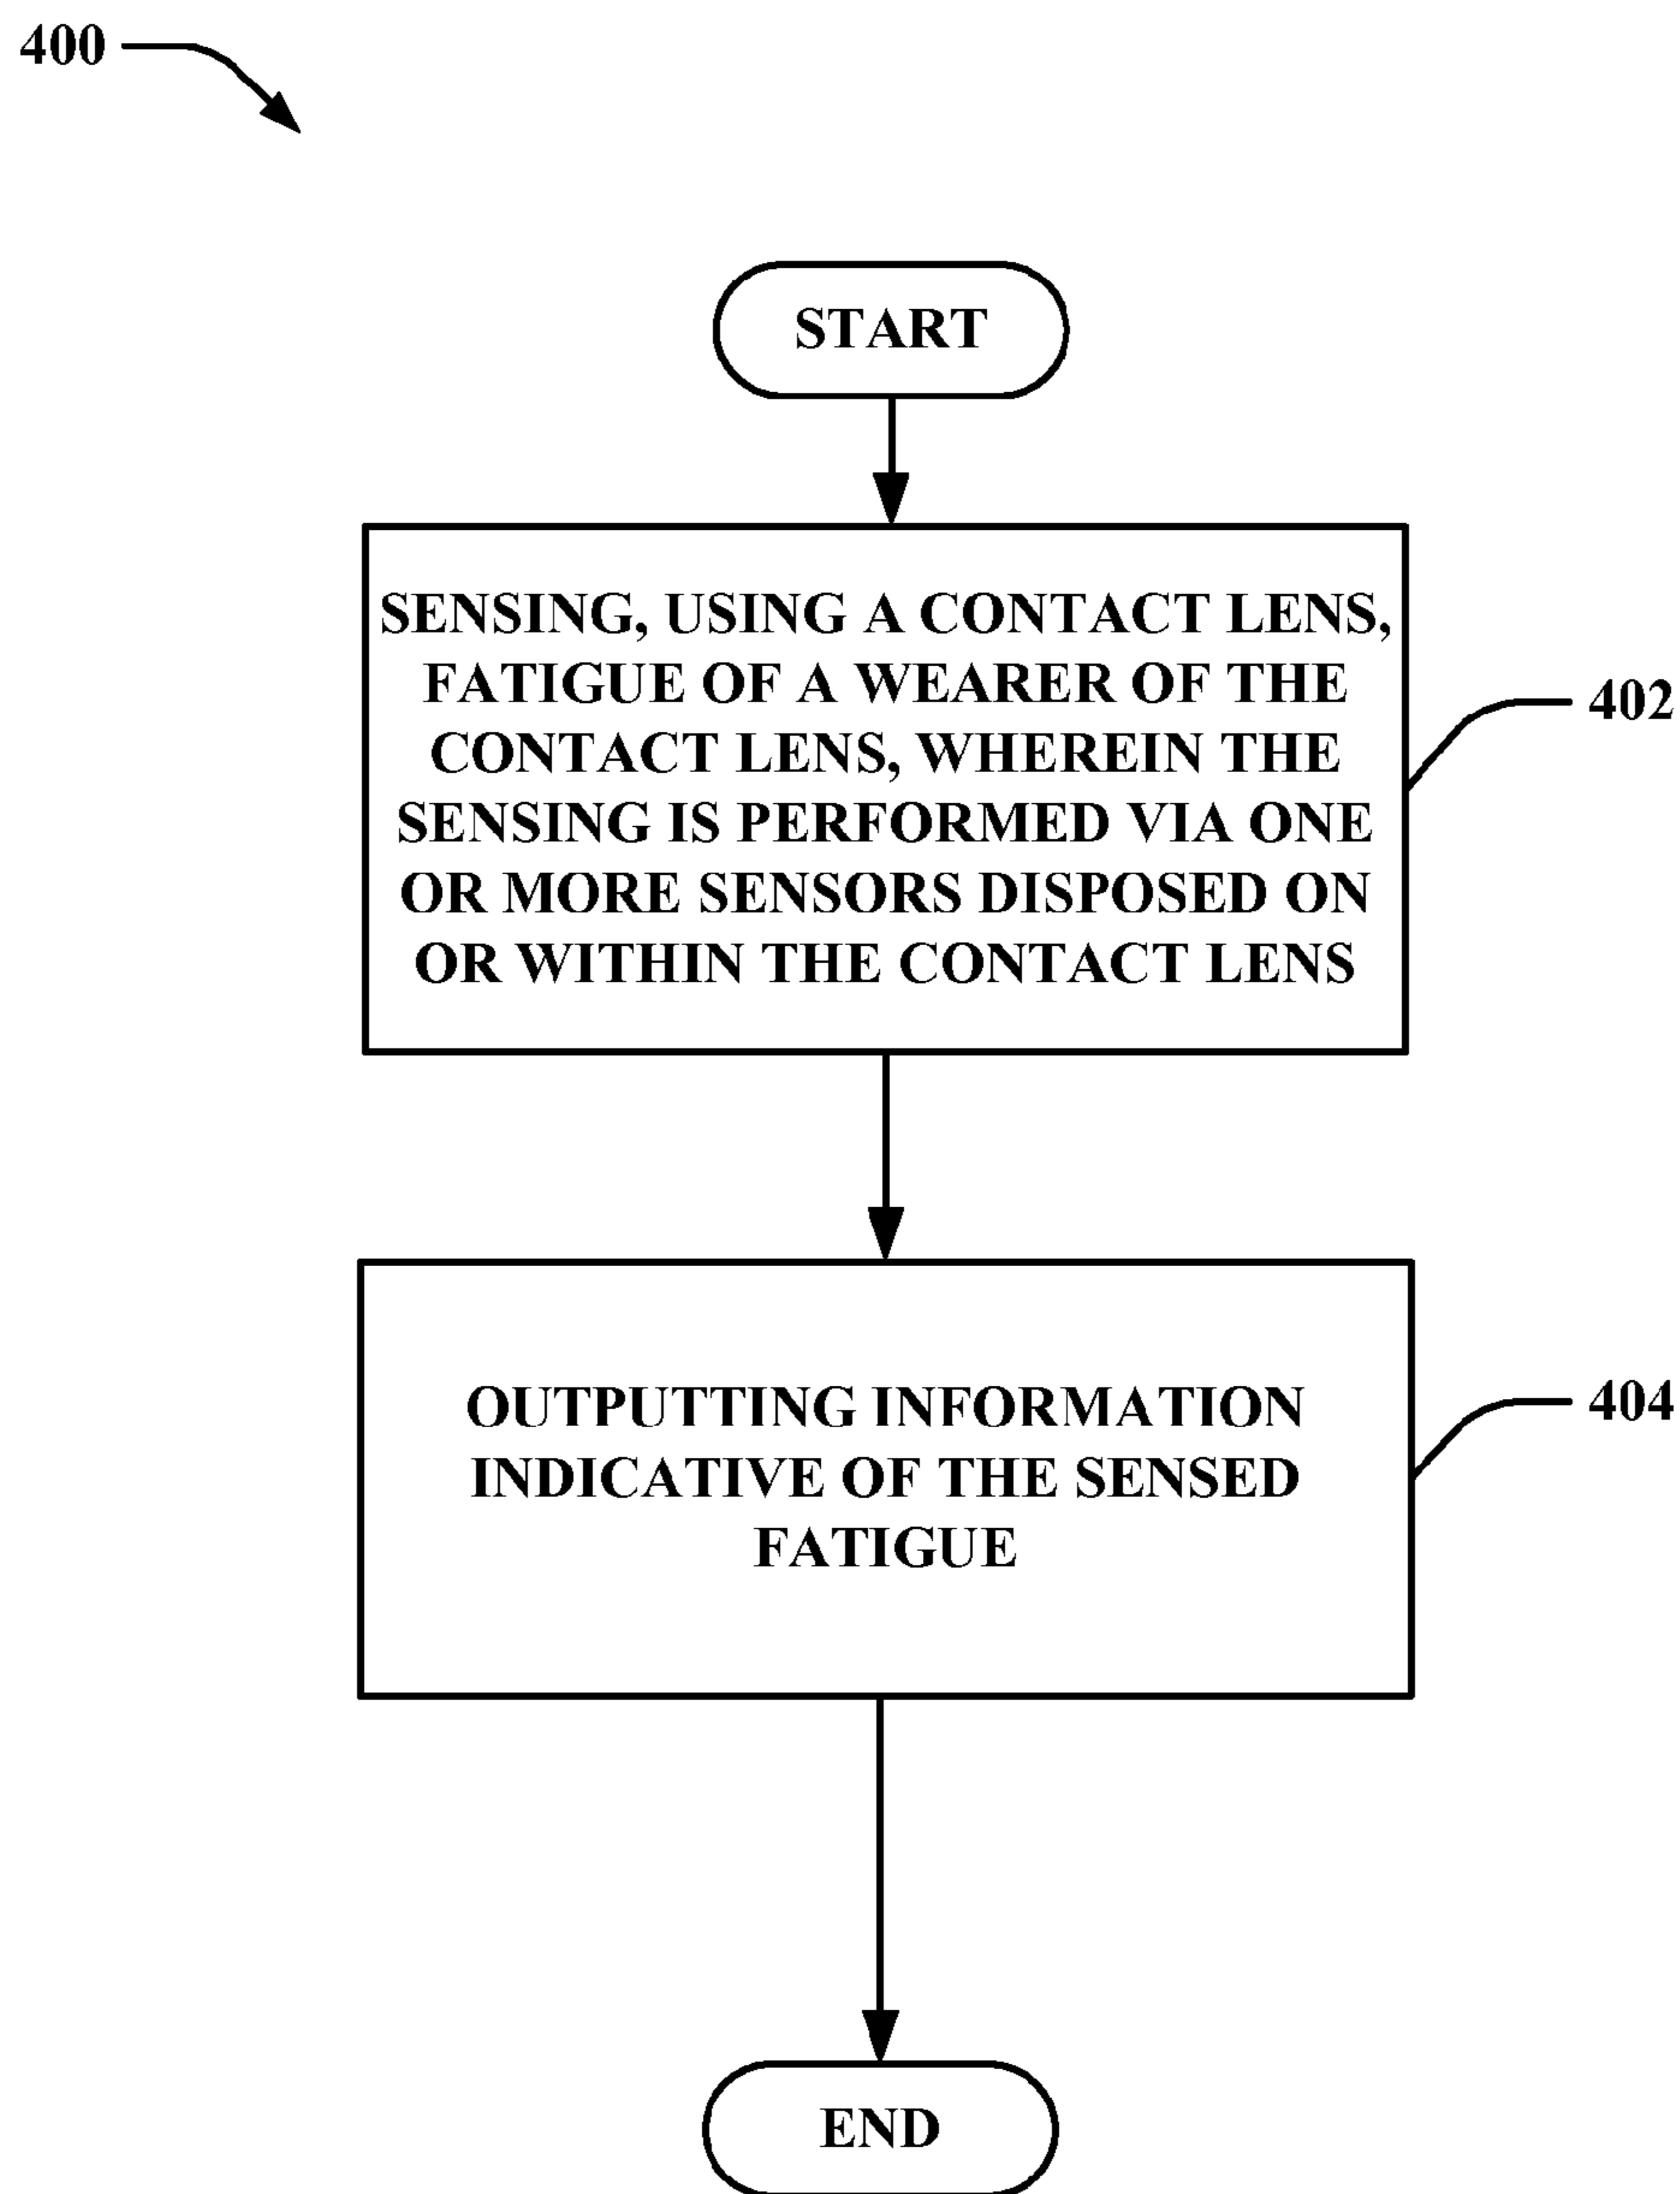 400
START
SENSING, USING A CONTACT LENS,
FATIGUE OF A WEARER OF THE
CONTACT LENS, WHEREIN THE
SENSING IS PERFORMED VIA ONE
OR MORE SENSORS DISPOSED ON
OR WITHIN THE CONTACT LENS
402
OUTPUTTING INFORMATION
INDICATIVE OF THE SENSED
FATIGUE
404
END